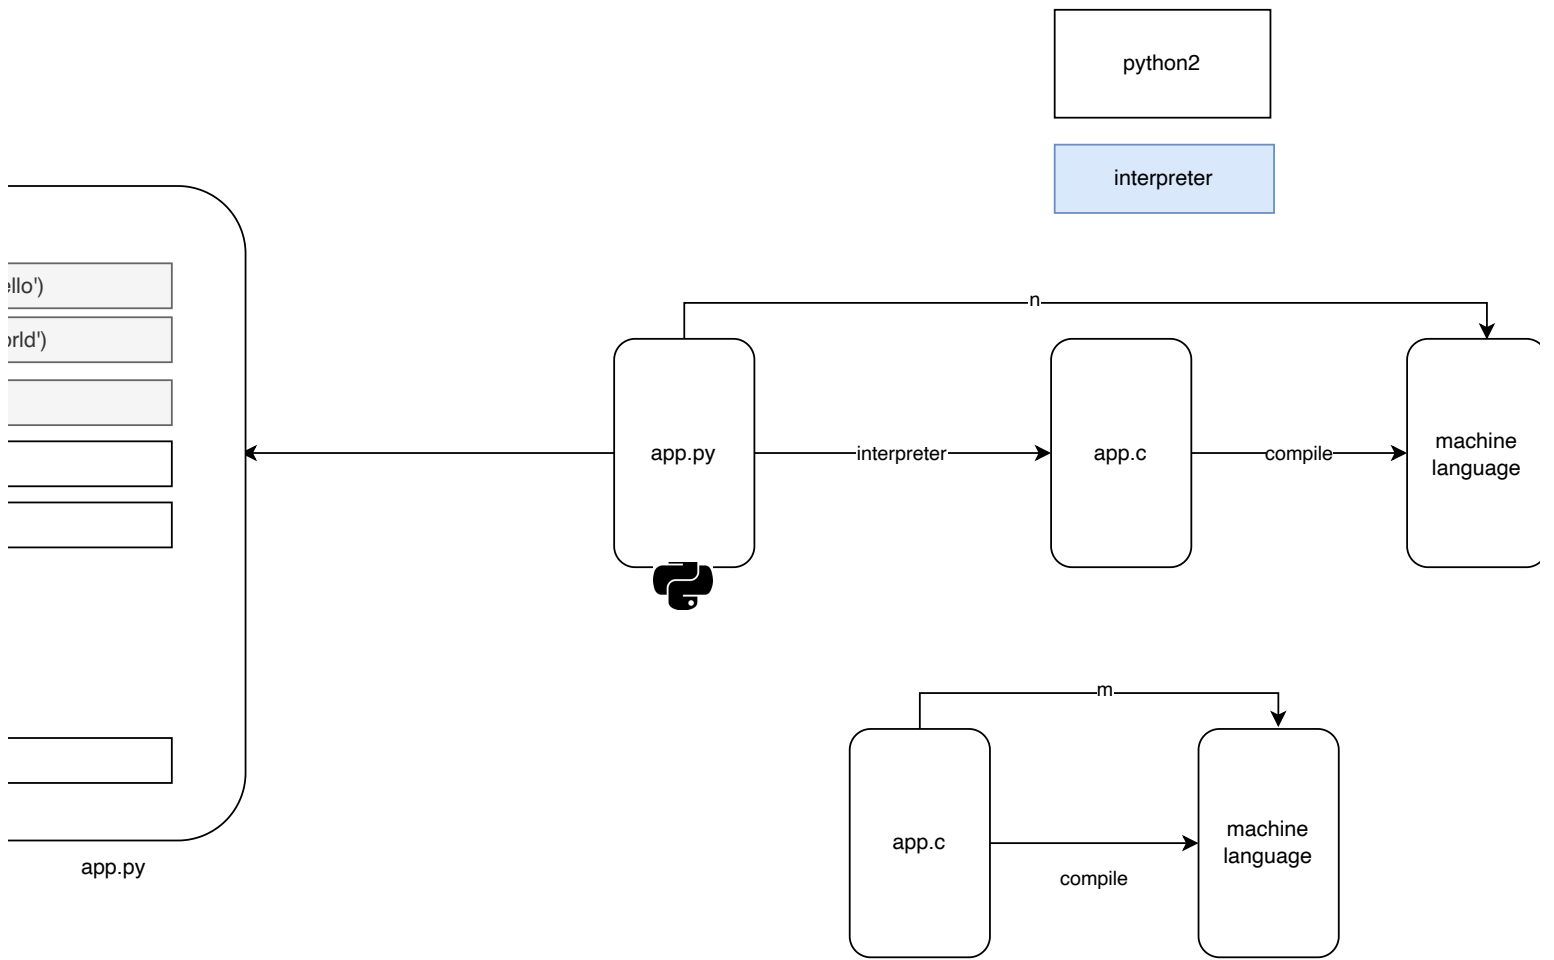 python2
interpreter
ello')
orld')
n
app.py
interpreter
app.c
compile
machine
language
m
app.c
compile
machine
language
app.py